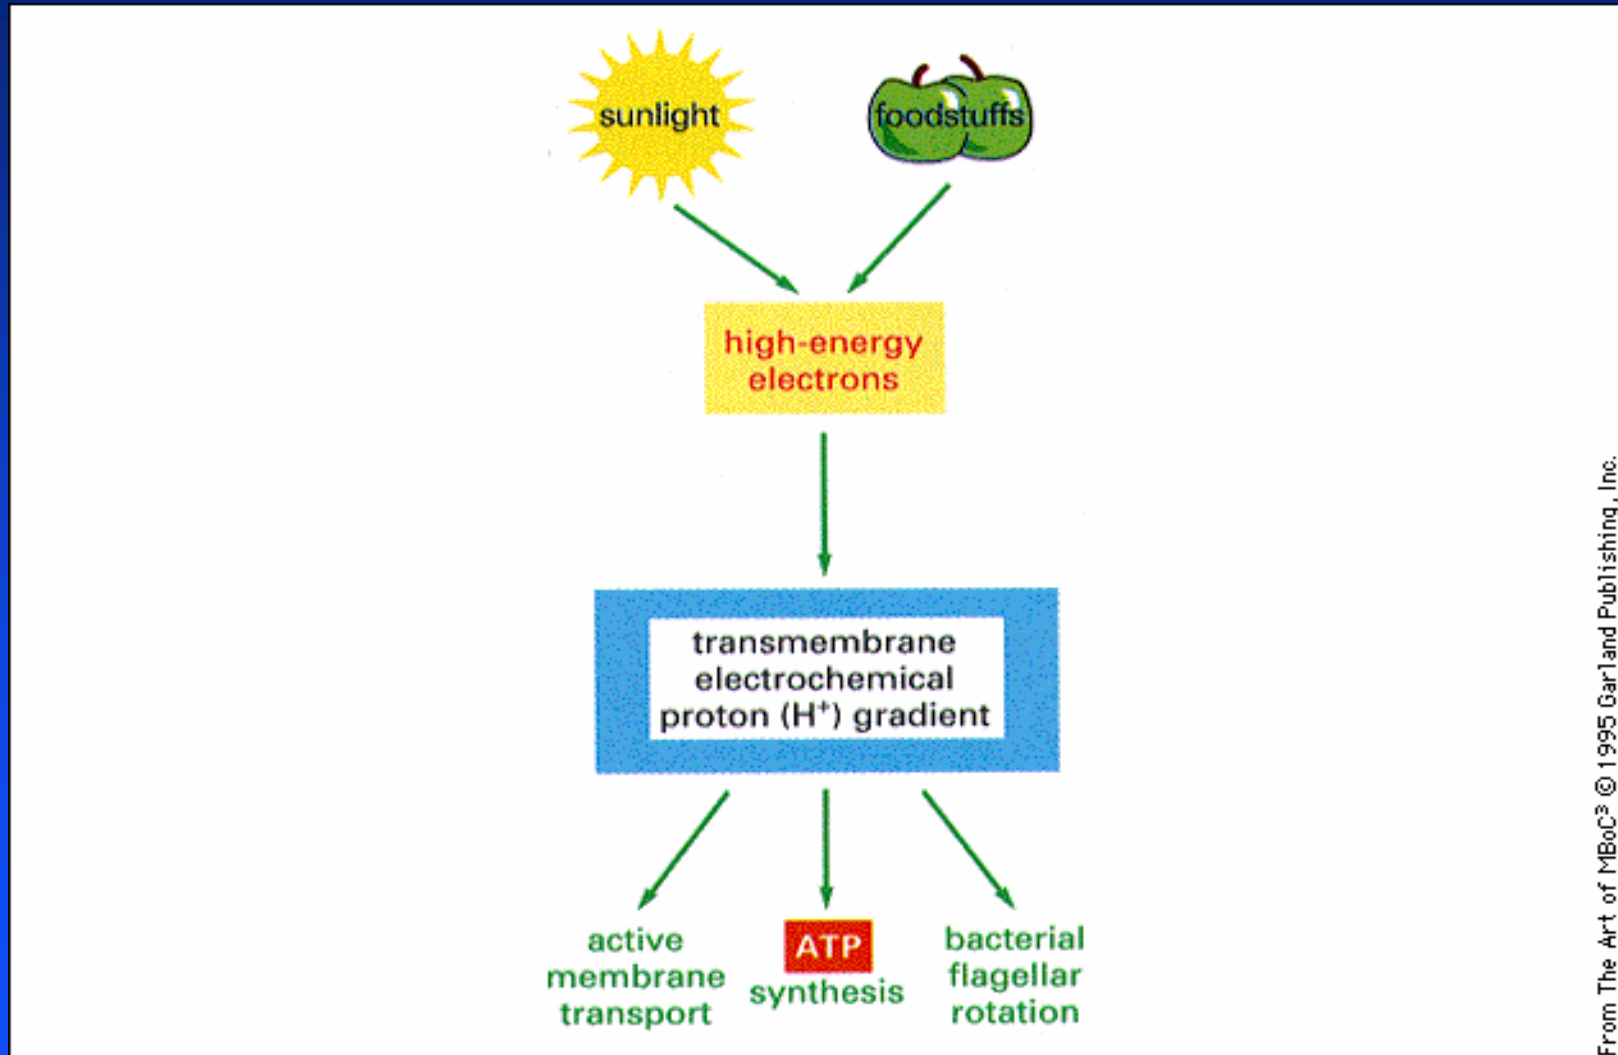 sunlight
foodstuffs
high-energy
electrons
transmembrane
electrochemical
proton (H⁺) gradient
active
membrane
transport
ATP
synthesis
bacterial
flagellar
rotation
From The Art of MBoC³ © 1995 Garland Publishing, Inc.